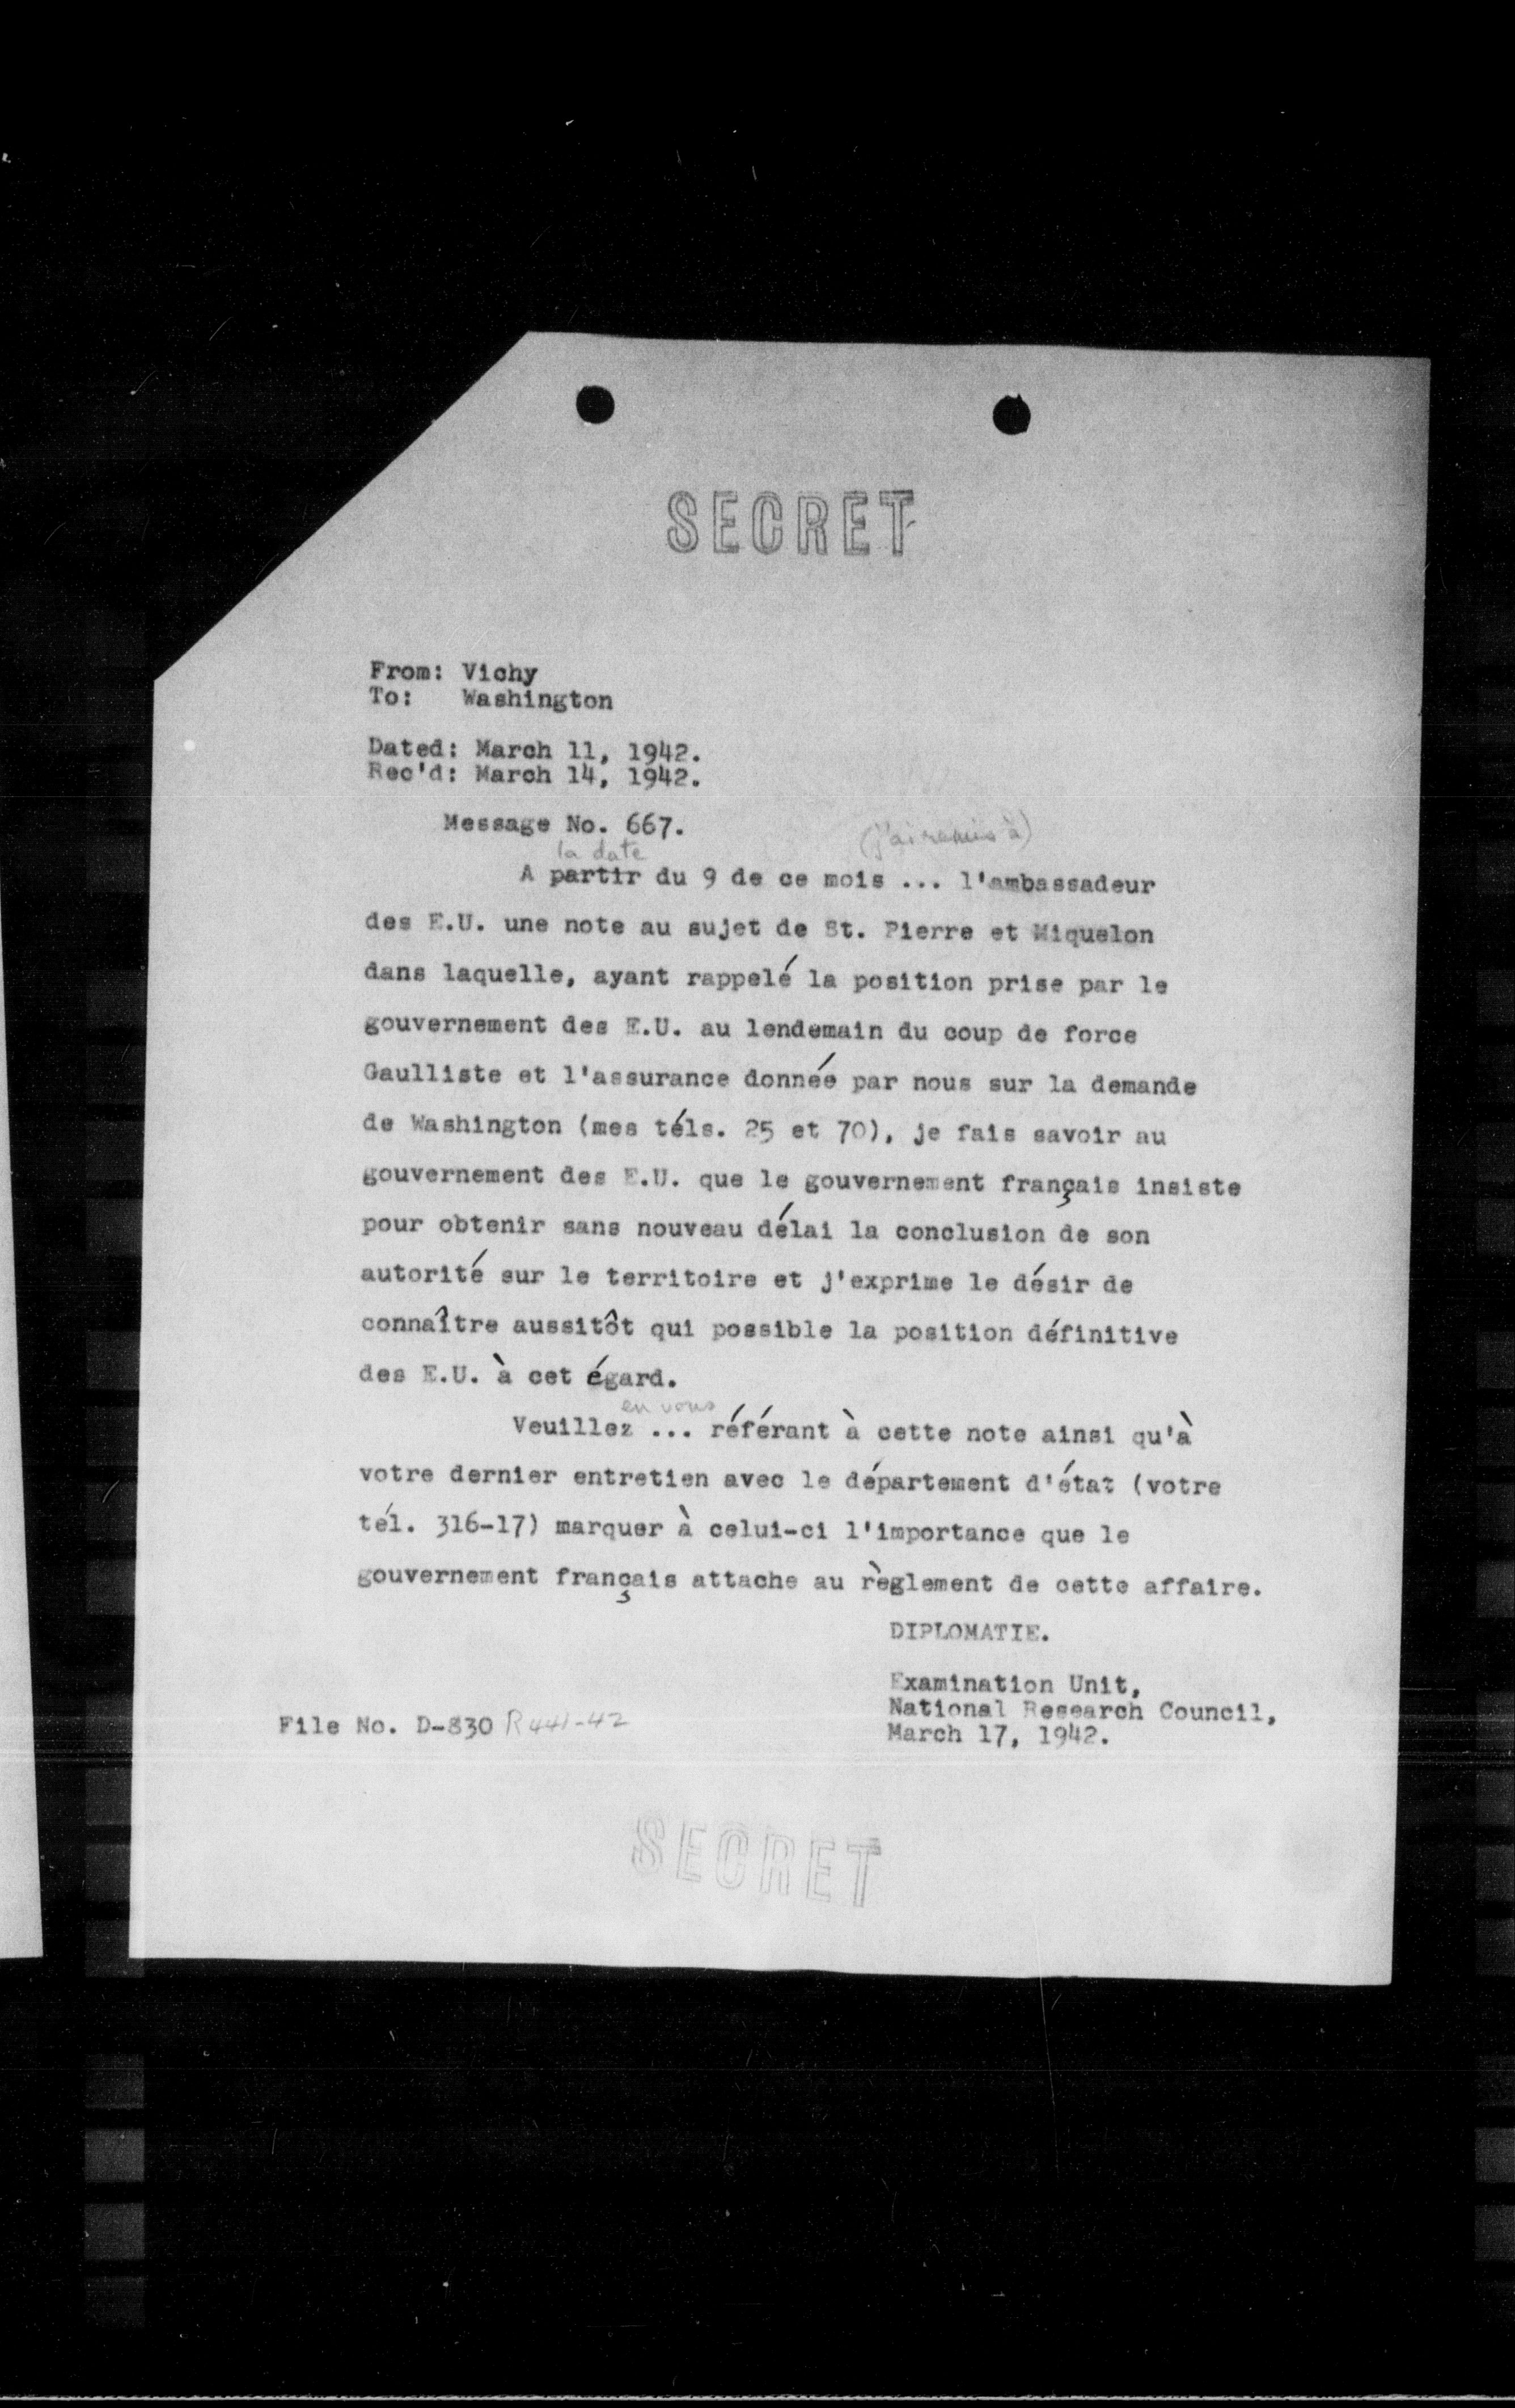 SECRET
From: Vichy
To: Washington
Dated: March 11, 1942.
Rec'd: March 14, 1942.
Message No. 667.
(j'ai remis à)
la date
A partir du 9 de ce mois ... l'ambassadeur
des E.U. une note au sujet de St. Pierre et Miquelon
dans laquelle, ayant rappelé la position prise par le
gouvernement des E.U. au lendemain du coup de force
Gaulliste et l'assurance donnée par nous sur la demande
de Washington (mes téls. 25 et 70), je fais savoir au
gouvernement des E.U. que le gouvernement français insiste
pour obtenir sans nouveau délai la conclusion de son
autorité sur le territoire et j'exprime le désir de
connaître aussitôt qui possible la position définitive
des E.U. à cet égard.
en vous
Veuillez ... référant à cette note ainsi qu'à
votre dernier entretien avec le département d'état (votre
tél. 316-17) marquer à celui-ci l'importance que le
gouvernement français attache au règlement de cette affaire.
DIPLOMATIE.
Examination Unit,
National Research Council,
March 17, 1942.
File No. D-830 R441-42
SECRET